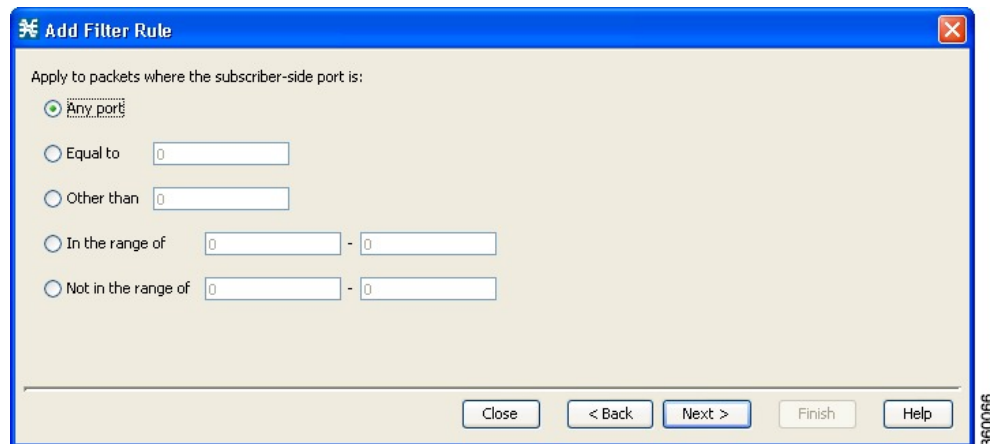 Add Filter Rule
Apply to packets where the subscriber-side port is:
Any port
Equal to 0
Other than 0
In the range of 0 - 0
Not in the range of 0 - 0
Close < Back Next > Finish Help
360066